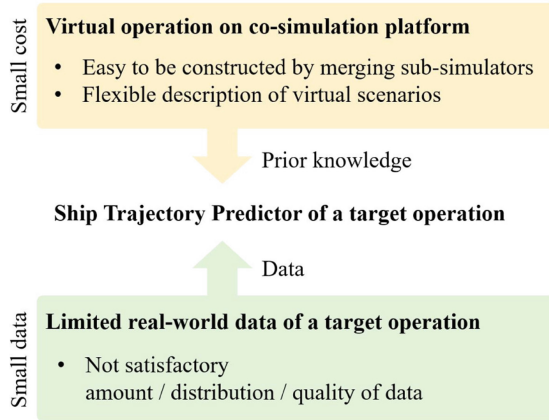 Small cost
Virtual operation on co-simulation platform
• Easy to be constructed by merging sub-simulators
• Flexible description of virtual scenarios
Prior knowledge
Ship Trajectory Predictor of a target operation
Data
Small data
Limited real-world data of a target operation
• Not satisfactory
amount / distribution / quality of data